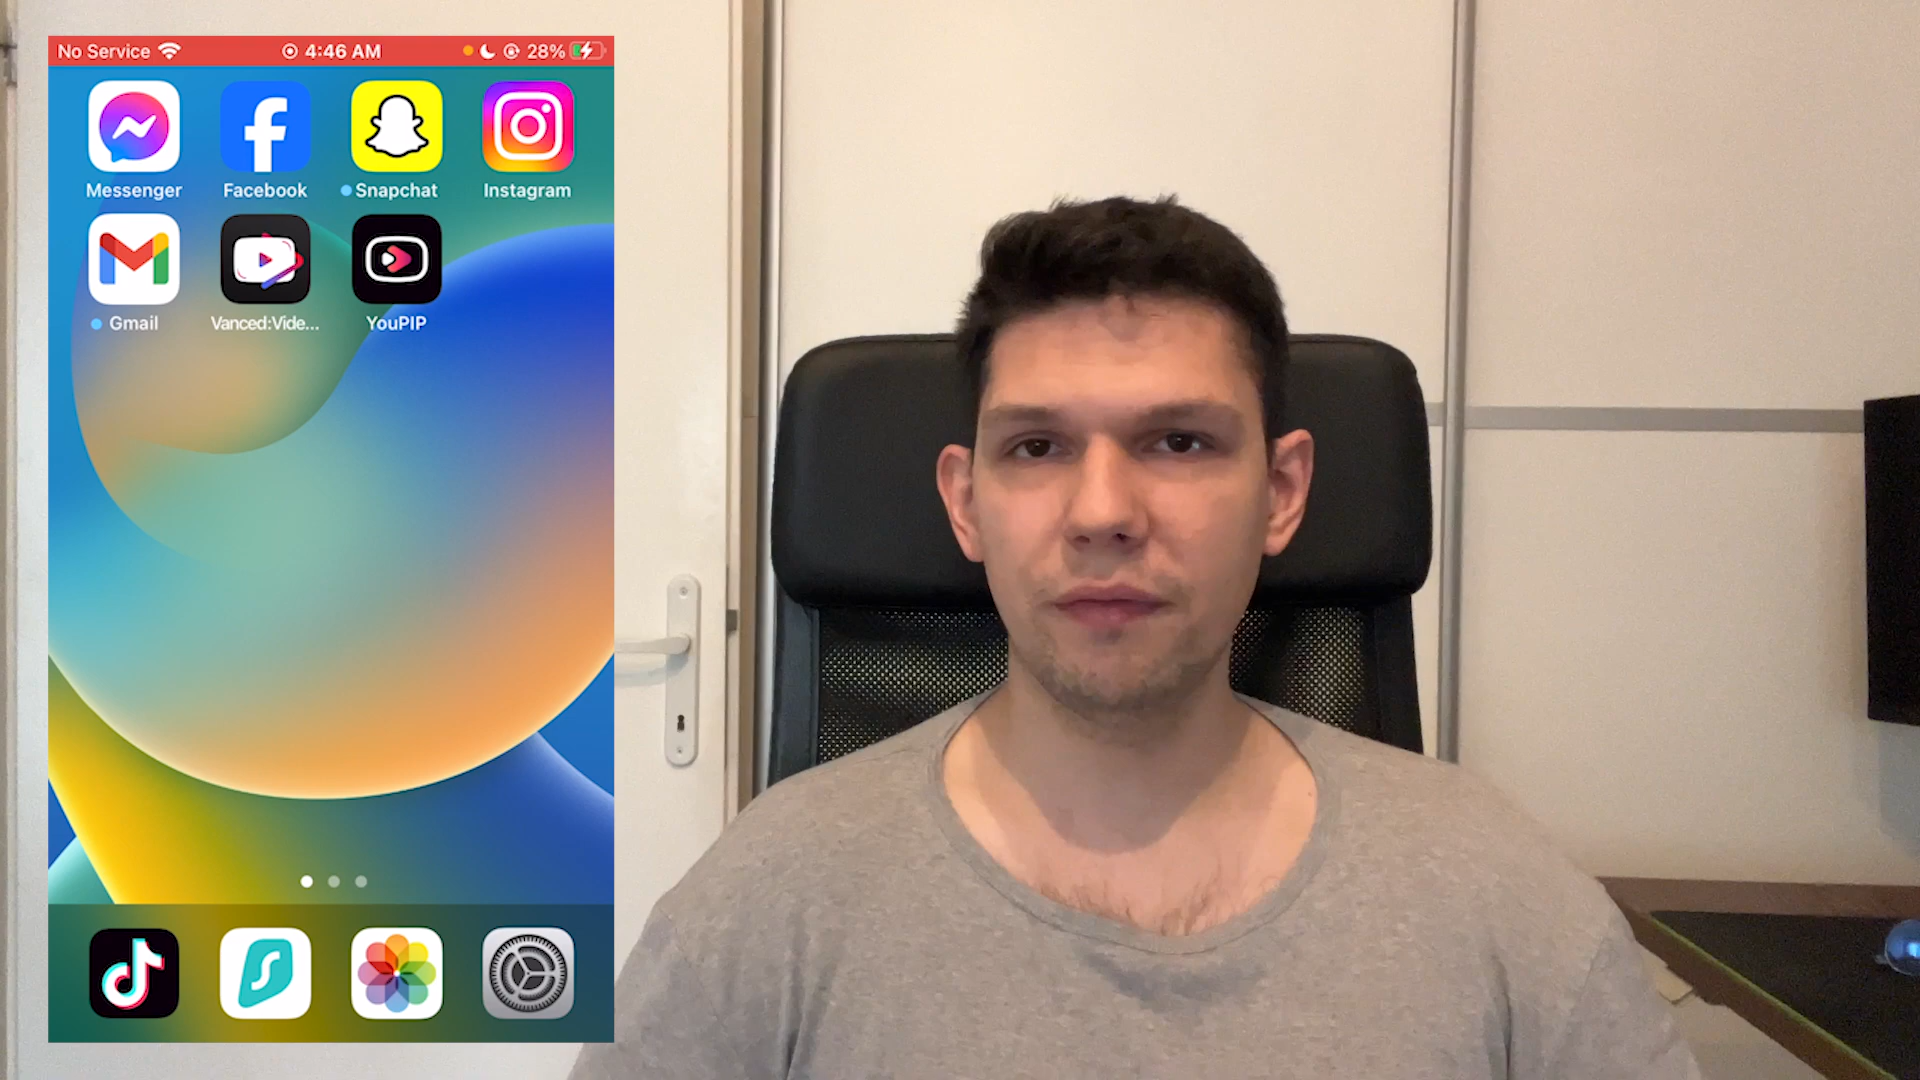 No Service 4:46 AM 28%
Messenger Facebook Snapchat Instagram
Gmail Vanced:Vide... YouPIP